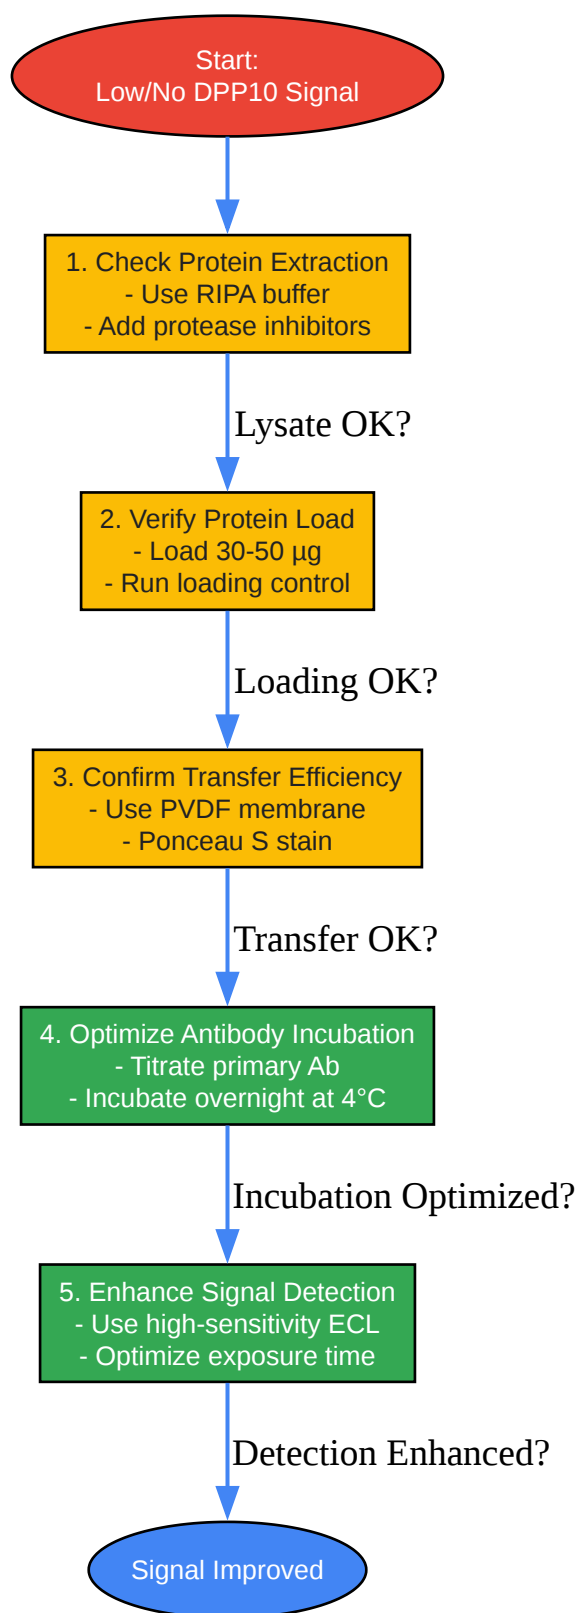 Start:
Low/No DPP10 Signal
1. Check Protein Extraction
- Use RIPA buffer
- Add protease inhibitors
Lysate OK?
2. Verify Protein Load
- Load 30-50 µg
- Run loading control
Loading OK?
3. Confirm Transfer Efficiency
- Use PVDF membrane
- Ponceau S stain
Transfer OK?
4. Optimize Antibody Incubation
- Titrate primary Ab
- Incubate overnight at 4°C
Incubation Optimized?
5. Enhance Signal Detection
- Use high-sensitivity ECL
- Optimize exposure time
Detection Enhanced?
Signal Improved